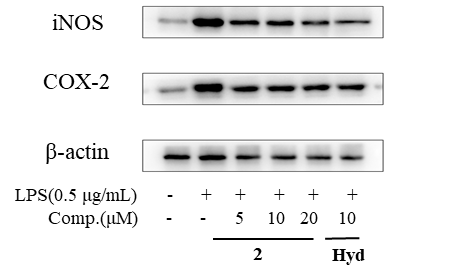 iNOS
COX-2
β-actin
LPS(0.5 μg/mL) - + + + + +
Comp.(μM) - - 5 10 20 10
2 Hyd